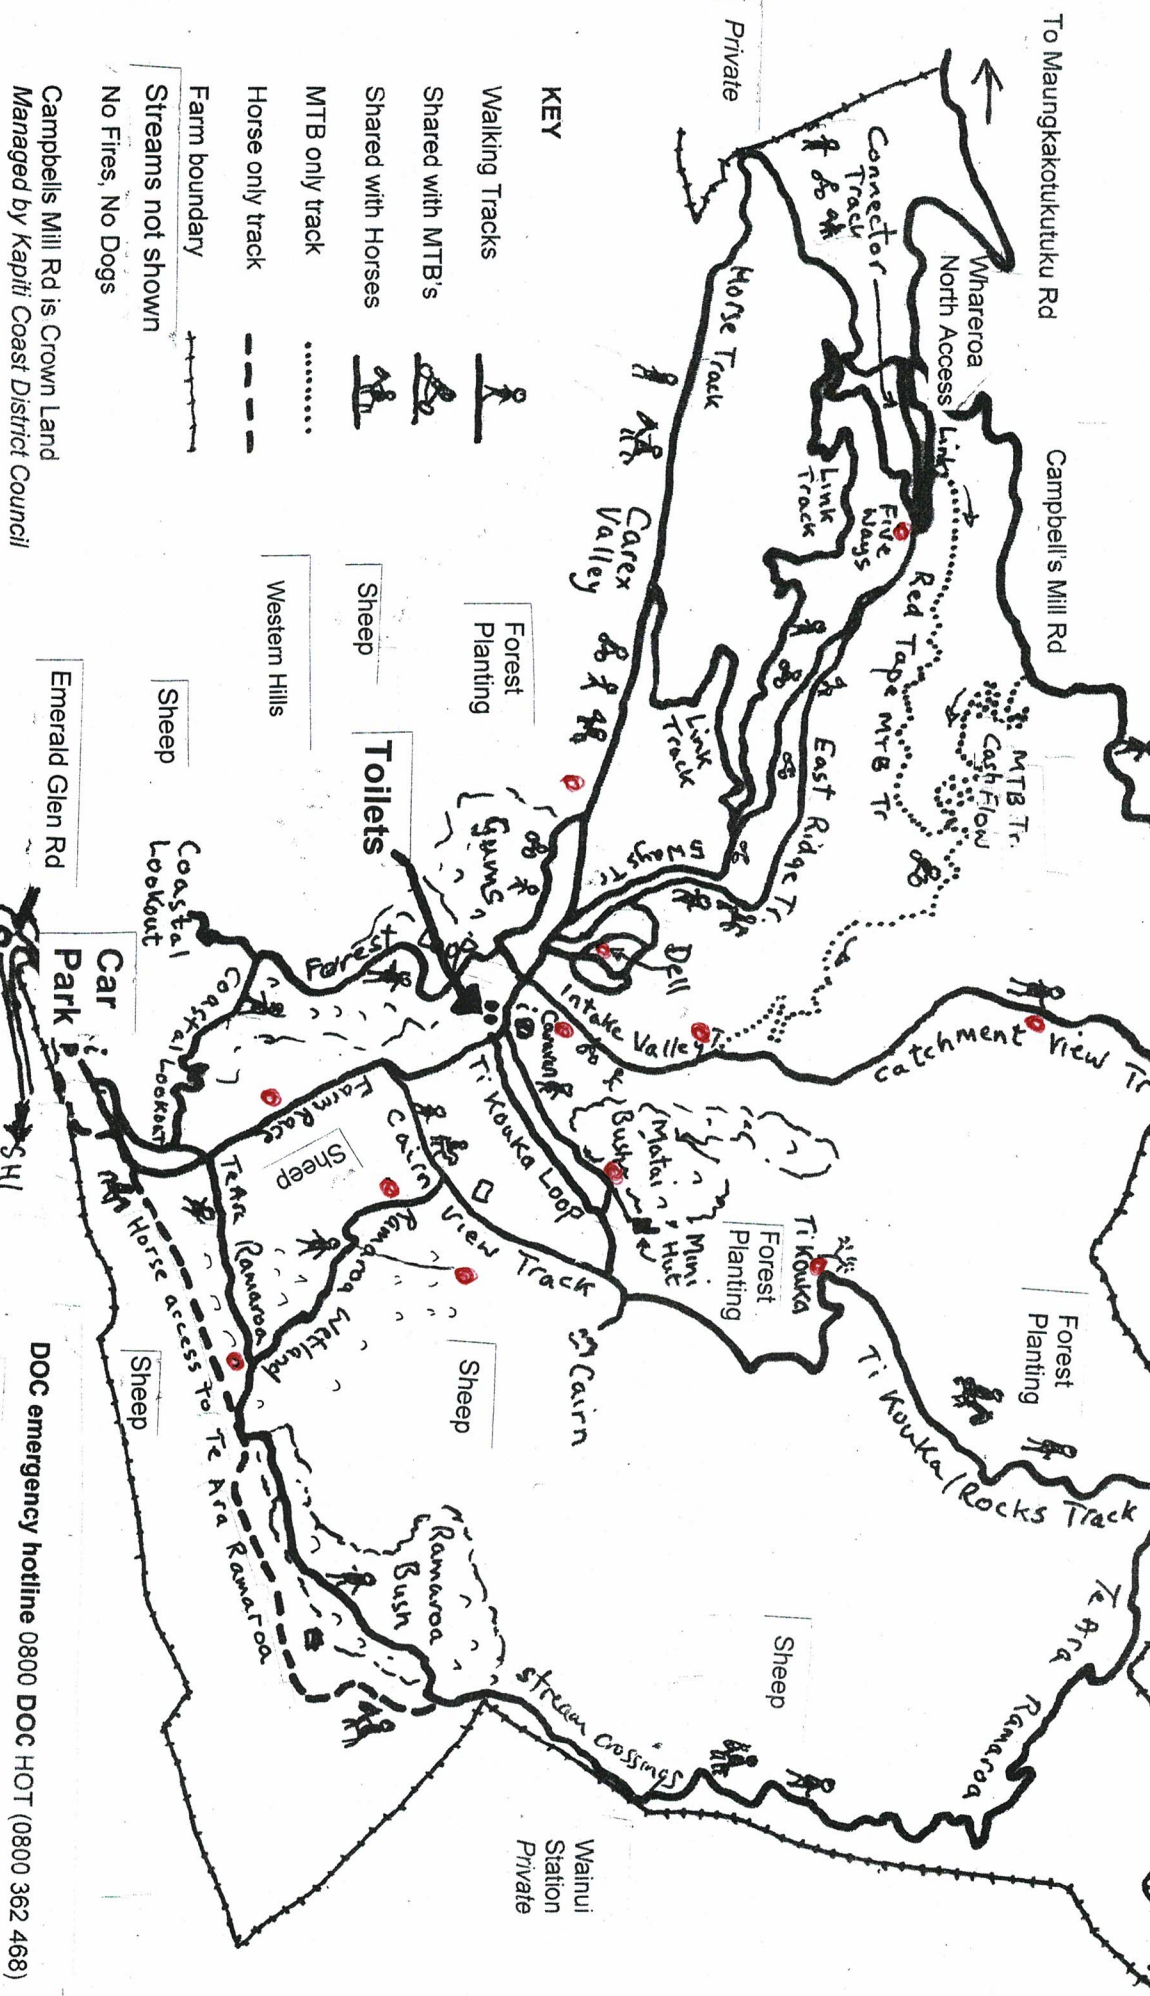 To Maungkakotukutuku Rd
Campbell's Mill Rd
Whareroa
North Access
Link
Connector
Track
Private
Five
Ways
Red Tape MTB Tr
MTB Tr.
Cash Flow
Link
Track
Horse Track
Carex
Valley
Link
Track
East Ridge Tr.
5 Ways Tr
Dell
Intake Valley Tr
Catchment View Tr
Caravan
Gums
Forest
Planting
Sheep
Western Hills
Sheep
Toilets
Coastal
Lookout
Forest
Coastal Lookout
Emerald Glen Rd
Car
Park
SH1
Farm Race
Sheep
Cairn View Track
Ti Kouka Loop
Bush
Matai
Mini
Hut
Forest
Planting
Ti Kouka
Forest
Planting
Ti Kouka/Rocks Track
Cairn
Ramaroa Wetland
Te Ara Ramaroa
Horse access to Te Ara Ramaroa
Sheep
Sheep
Ramaroa
Bush
Stream crossings
Sheep
Te Ara Ramaroa
Wainui
Station
Private
KEY
Walking Tracks
Shared with MTB's
Shared with Horses
MTB only track
Horse only track
Farm boundary
Streams not shown
No Fires, No Dogs
Campbells Mill Rd is Crown Land
Managed by Kapiti Coast District Council
DOC emergency hotline 0800 DOC HOT (0800 362 468)